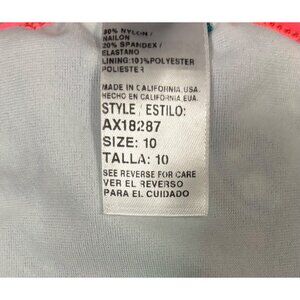 80% NYLON/
NAILON
20% SPANDEX/
ELASTANO
LINING:100%POLYESTER
POLIESTER
MADE IN CALIFORNIA,USA.
HECHO EN CALIFORNIA,EUA.
STYLE / ESTILO:
AX18287
SIZE: 10
TALLA: 10
SEE REVERSE FOR CARE
VER EL REVERSO
PARA EL CUIDADO